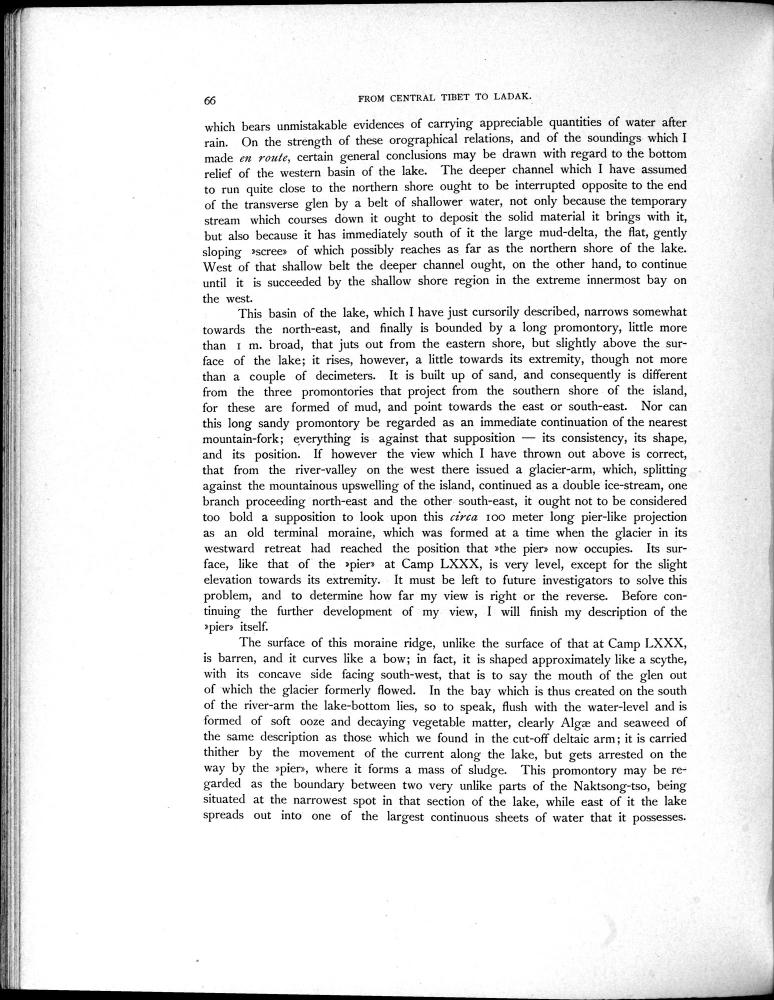 66
FROM CENTRAL TIBET TO LADAK.
which bears unmistakable evidences of carrying appreciable quantities of water after
rain. On the strength of these orographical relations, and of the soundings which I
made en route, certain general conclusions may be drawn with regard to the bottom
relief of the western basin of the lake. The deeper channel which I have assumed
to run quite close to the northern shore ought to be interrupted opposite to the end
of the transverse glen by a belt of shallower water, not only because the temporary
stream which courses down it ought to deposit the solid material it brings with it,
but also because it has immediately south of it the large mud-delta, the flat, gently
sloping »scree» of which possibly reaches as far as the northern shore of the lake.
West of that shallow belt the deeper channel ought, on the other hand, to continue
until it is succeeded by the shallow shore region in the extreme innermost bay on
the west.
This basin of the lake, which I have just cursorily described, narrows somewhat
towards the north-east, and finally is bounded by a long promontory, little more
than 1 m. broad, that juts out from the eastern shore, but slightly above the sur-
face of the lake; it rises, however, a little towards its extremity, though not more
than a couple of decimeters. It is built up of sand, and consequently is different
from the three promontories that project from the southern shore of the island,
for these are formed of mud, and point towards the east or south-east. Nor can
this long sandy promontory be regarded as an immediate continuation of the nearest
mountain-fork; everything is against that supposition — its consistency, its shape,
and its position. If however the view which I have thrown out above is correct,
that from the river-valley on the west there issued a glacier-arm, which, splitting
against the mountainous upswelling of the island, continued as a double ice-stream, one
branch proceeding north-east and the other south-east, it ought not to be considered
too bold a supposition to look upon this circa 100 meter long pier-like projection
as an old terminal moraine, which was formed at a time when the glacier in its
westward retreat had reached the position that »the pier» now occupies. Its sur-
face, like that of the »pier» at Camp LXXX, is very level, except for the slight
elevation towards its extremity. It must be left to future investigators to solve this
problem, and to determine how far my view is right or the reverse. Before con-
tinuing the further development of my view, I will finish my description of the
»pier» itself.
The surface of this moraine ridge, unlike the surface of that at Camp LXXX,
is barren, and it curves like a bow; in fact, it is shaped approximately like a scythe,
with its concave side facing south-west, that is to say the mouth of the glen out
of which the glacier formerly flowed. In the bay which is thus created on the south
of the river-arm the lake-bottom lies, so to speak, flush with the water-level and is
formed of soft ooze and decaying vegetable matter, clearly Algæ and seaweed of
the same description as those which we found in the cut-off deltaic arm; it is carried
thither by the movement of the current along the lake, but gets arrested on the
way by the »pier», where it forms a mass of sludge. This promontory may be re-
garded as the boundary between two very unlike parts of the Naktsong-tso, being
situated at the narrowest spot in that section of the lake, while east of it the lake
spreads out into one of the largest continuous sheets of water that it possesses.